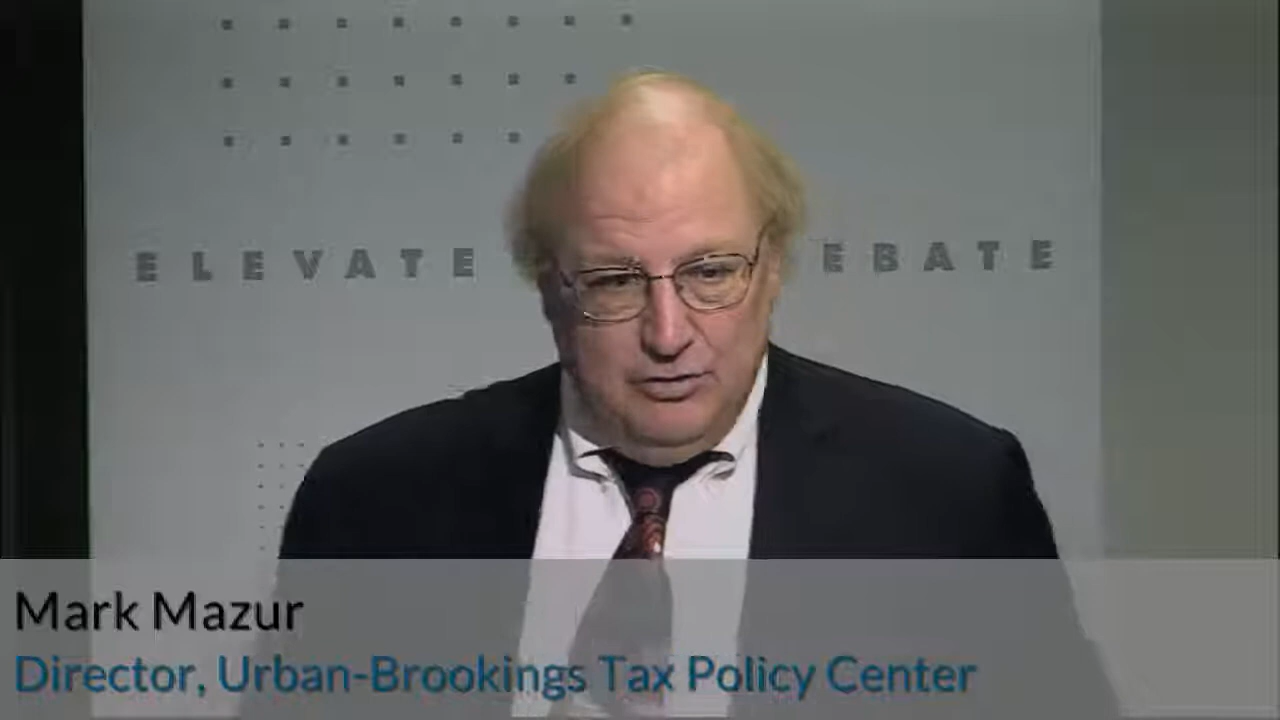 ELEVATE EBATE
Mark Mazur
Director, Urban-Brookings Tax Policy Center